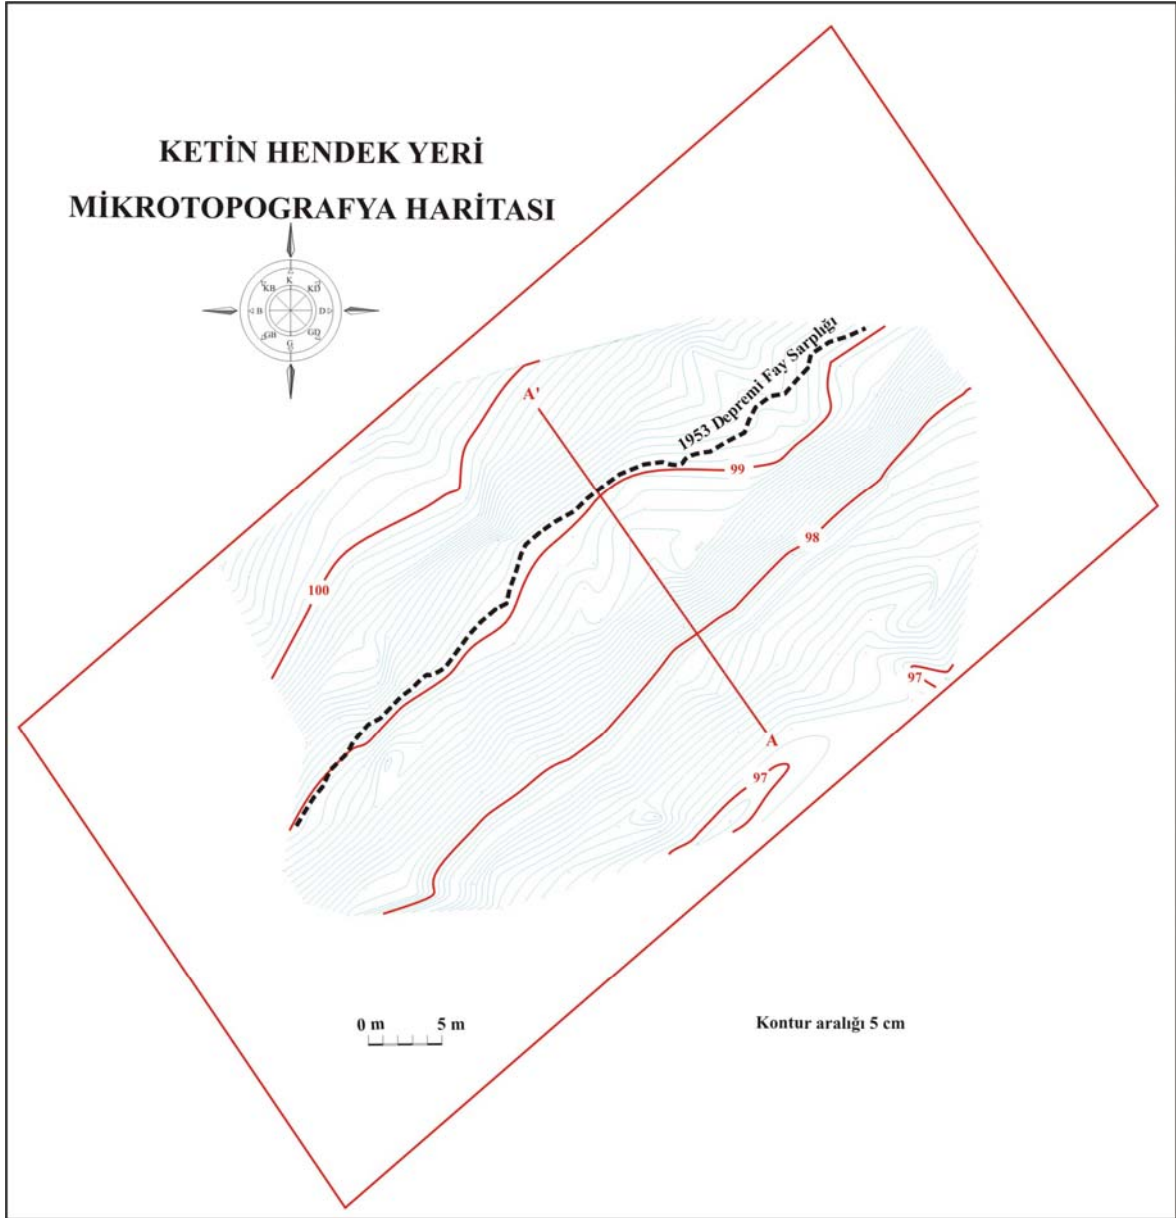 KETİN HENDEK YERİ
MİKROTOPOGRAFYA HARİTASI
K
KB
KD
B
D
GB
GD
G
A'
1953 Depremi Fay Sarplığı
99
98
100
97
A
97
0 m 5 m
Kontur aralığı 5 cm